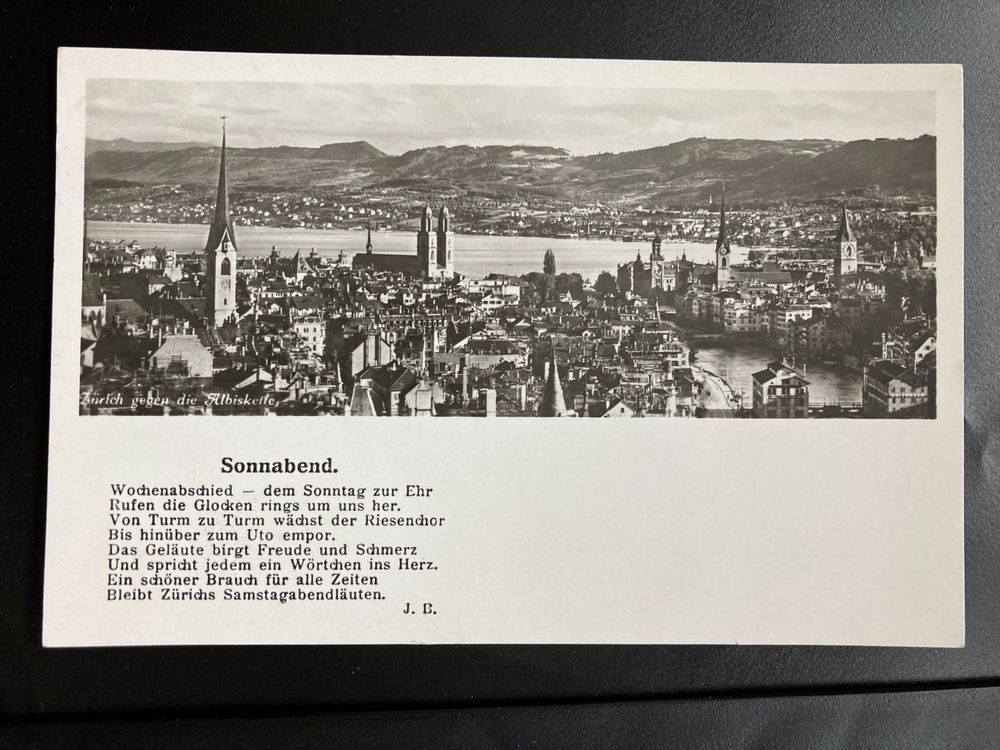 Zürich gegen die Albiskette,
Sonnabend.
Wochenabschied — dem Sonntag zur Ehr
Rufen die Glocken rings um uns her.
Von Turm zu Turm wächst der Riesenchor
Bis hinüber zum Uto empor.
Das Geläute birgt Freude und Schmerz
Und spricht jedem ein Wörtchen ins Herz.
Ein schöner Brauch für alle Zeiten
Bleibt Zürichs Samstagabendläuten.
J. B.